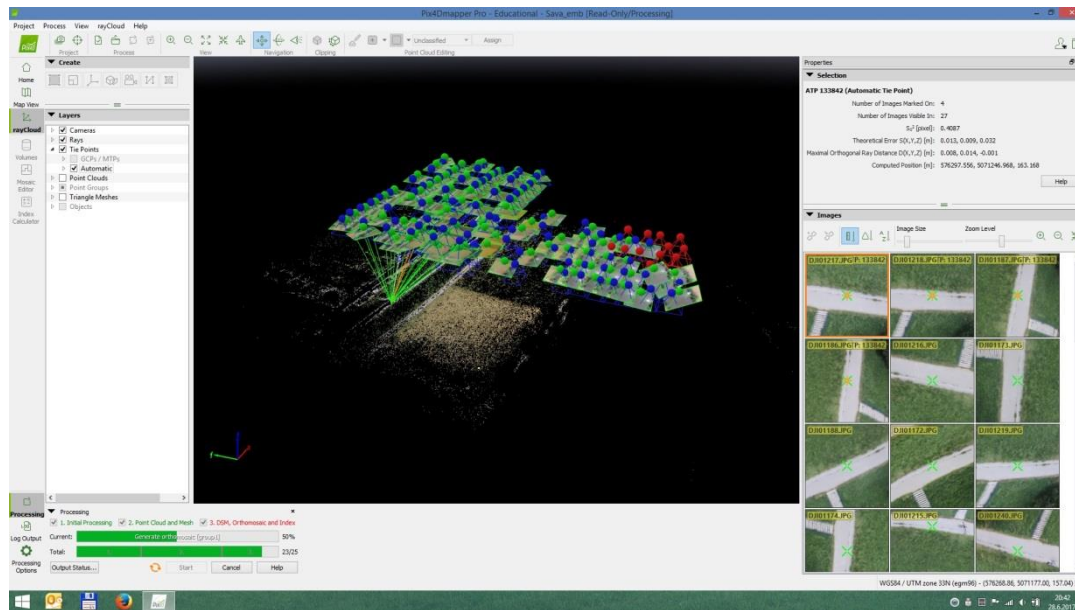 Pix4Dmapper Pro - Educational - Sava_emb [Read-Only/Processing]
Project Process View rayCloud Help
Unclassified Assign
Project Process View Navigation Clipping Point Cloud Editing
Home
Map View
rayCloud
Volumes
Mosaic
Editor
Index
Calculator
Create
Layers
Cameras
Rays
Tie Points
GCPs / MTPs
Automatic
Point Clouds
Point Groups
Triangle Meshes
Objects
Properties
Selection
ATP 133842 (Automatic Tie Point)
Number of Images Marked On: 4
Number of Images Visible In: 27
S₀² [pixel]: 0.4087
Theoretical Error S(X,Y,Z) [m]: 0.013, 0.009, 0.032
Maximal Orthogonal Ray Distance D(X,Y,Z) [m]: 0.008, 0.014, -0.001
Computed Position [m]: 576297.556, 5071246.968, 163.168
Help
Images
Image Size Zoom Level
DJI01217.JPG TP: 133842 DJI01218.JPG TP: 133842 DJI01187.JPG TP: 133842
DJI01186.JPG TP: 133842 DJI01216.JPG DJI01173.JPG
DJI01188.JPG DJI01172.JPG DJI01219.JPG
DJI01174.JPG DJI01215.JPG DJI01240.JPG
Processing
Log Output
Processing
Options
Processing
1. Initial Processing 2. Point Cloud and Mesh 3. DSM, Orthomosaic and Index
Current: Generate orthomosaic (group1) 50%
Total: 23/25
Output Status... Start Cancel Help
WGS84 / UTM zone 33N (egm96) - (576268.86, 5071177.00, 157.04)
20:42